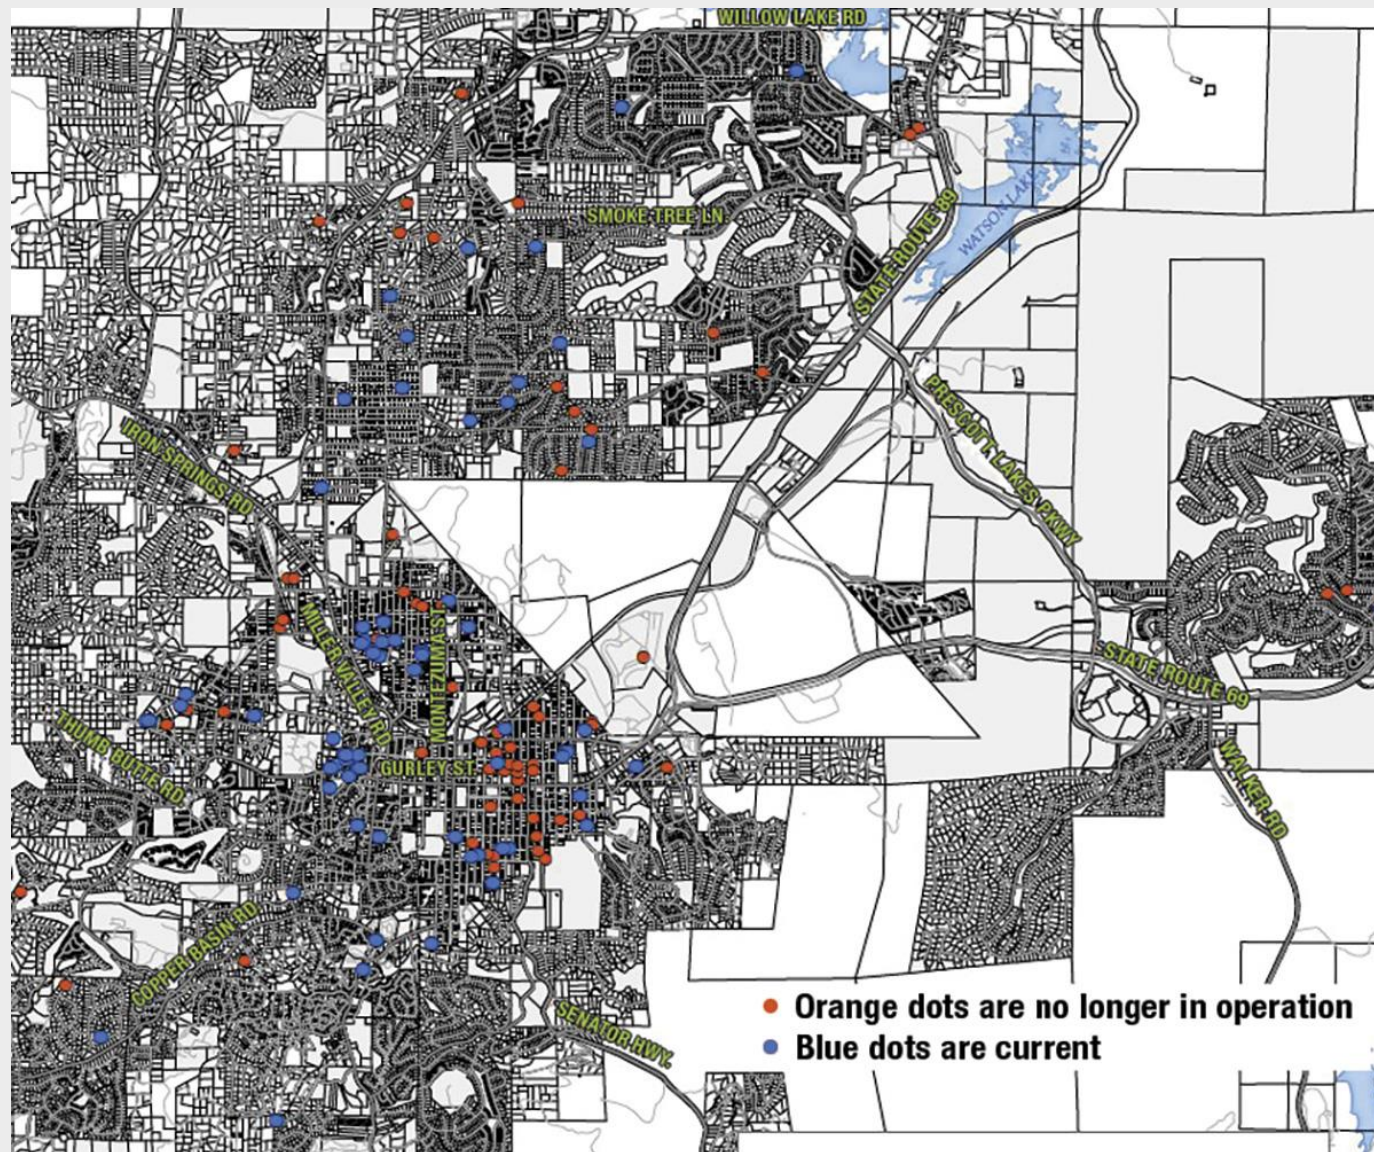 WILLOW LAKE RD
SMOKE TREE LN.
STATE ROUTE 89
WATSON LAKE
PRESCOTT LAKES PKWY
IRON SPRINGS RD
MILLER VALLEY RD
MONTEZUMA ST.
STATE ROUTE 69
THUMB BUTTE RD.
GURLEY ST.
WALKER RD
COPPER BASIN RD
SENATOR HWY.
Orange dots are no longer in operation
Blue dots are current